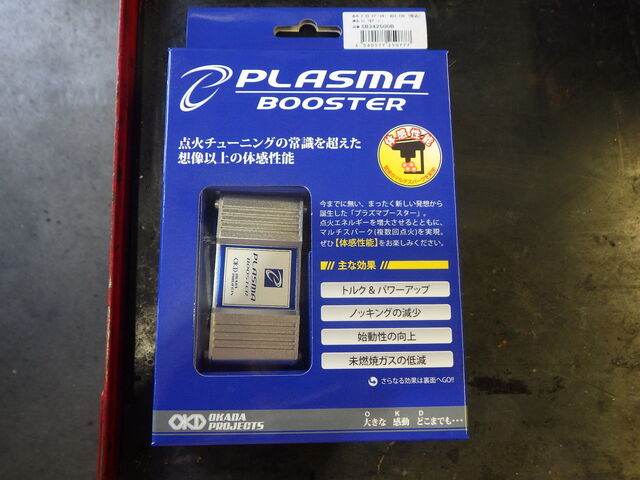 SB342500B
PLASMA
BOOSTER
点火チューニングの常識を超えた
想像以上の体感性能
体感性能
今までに無い、まったく新しい発想から
誕生した「プラズマブースター」。
点火エネルギーを増大させるとともに、
マルチスパーク(複数回点火)を実現。
ぜひ【体感性能】をお楽しみください。
主な効果
トルク&パワーアップ
ノッキングの減少
始動性の向上
未燃焼ガスの低減
さらなる効果は裏面へGO!!
PLASMA
BOOSTER
OKADA
PROJECTS
OKD OKADA
PROJECTS
O K D
大きな 感動 どこまでも・・・